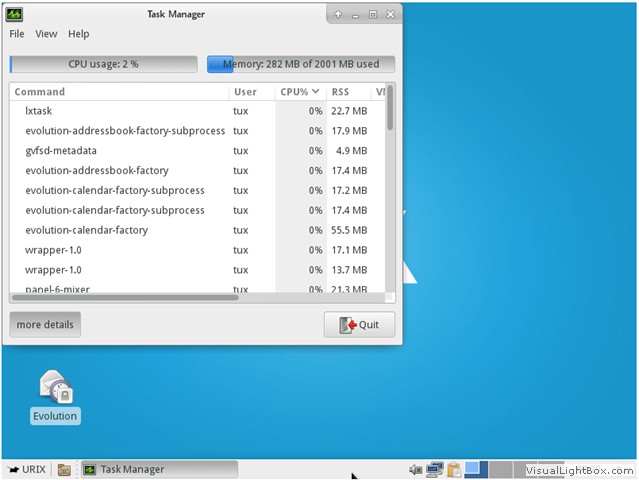 Task Manager
File View Help
CPU usage: 2 %
Memory: 282 MB of 2001 MB used
Command User CPU% RSS
lxtask tux 0% 22.7 MB
evolution-addressbook-factory-subprocess tux 0% 17.9 MB
gvfsd-metadata tux 0% 4.9 MB
evolution-addressbook-factory tux 0% 17.4 MB
evolution-calendar-factory-subprocess tux 0% 17.2 MB
evolution-calendar-factory-subprocess tux 0% 17.4 MB
evolution-calendar-factory tux 0% 55.5 MB
wrapper-1.0 tux 0% 17.1 MB
wrapper-1.0 tux 0% 13.7 MB
panel-6-mixer tux 0% 21.3 MB
more details
Quit
Evolution
URIX
Task Manager
VisualLightBox.com